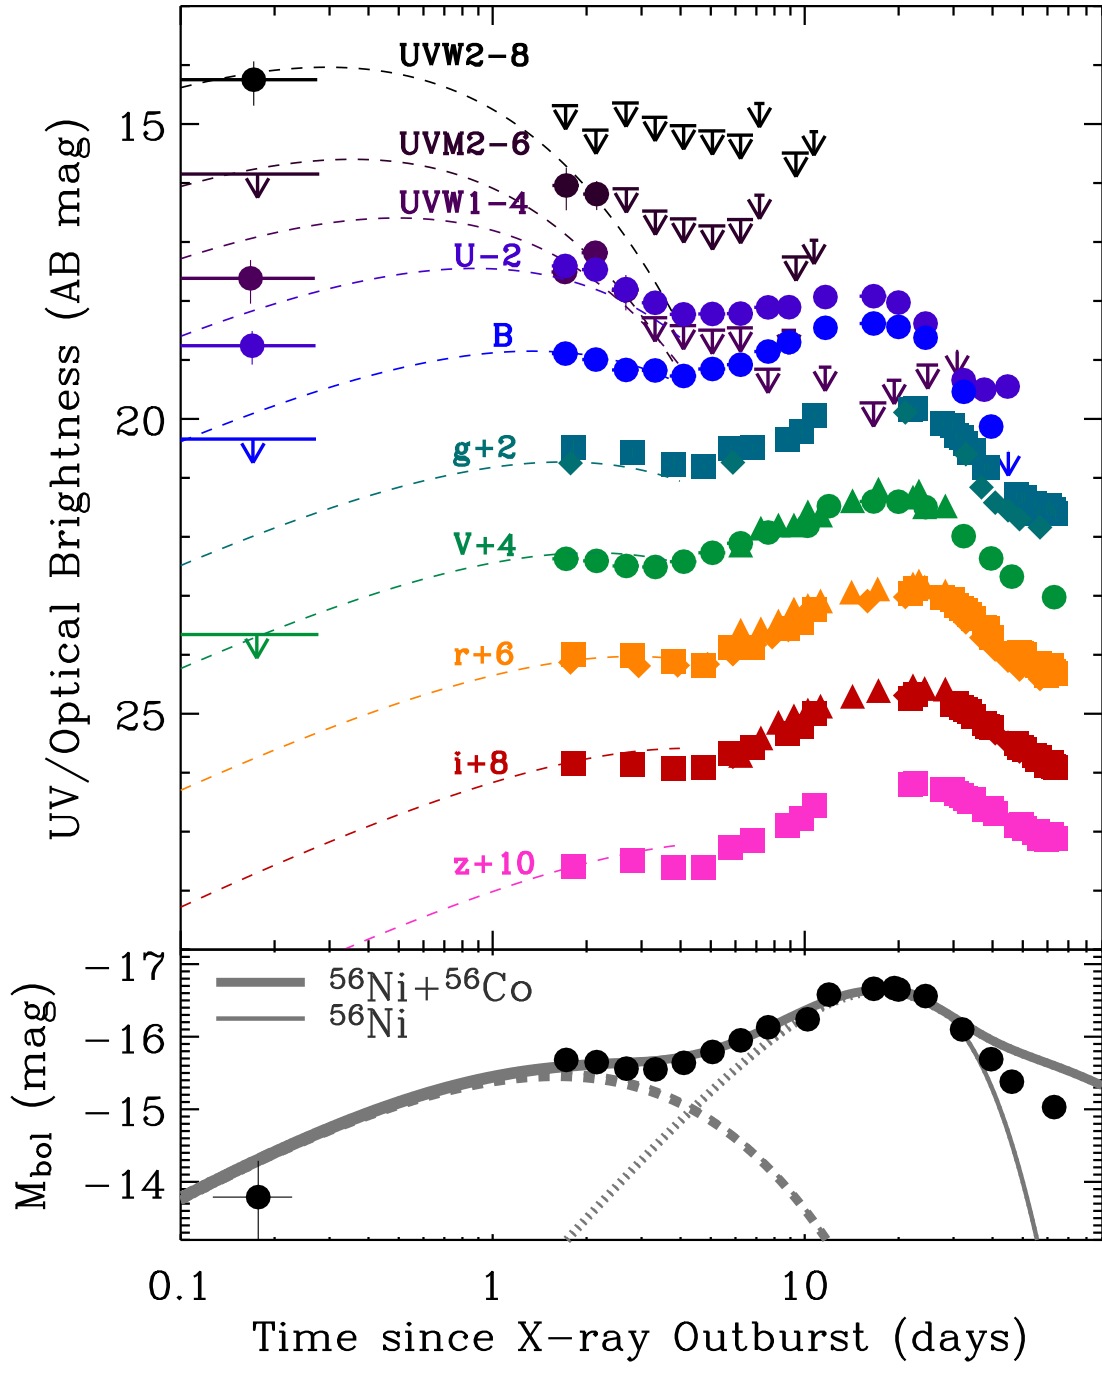 UVW2−8
15
UVM2−6
UVW1−4
U−2
B
20
g+2
V+4
r+6
25
i+8
z+10
UV/Optical Brightness (AB mag)
−17
⁵⁶Ni+⁵⁶Co
⁵⁶Ni
−16
−15
−14
M_bol (mag)
0.1 1 10
Time since X−ray Outburst (days)